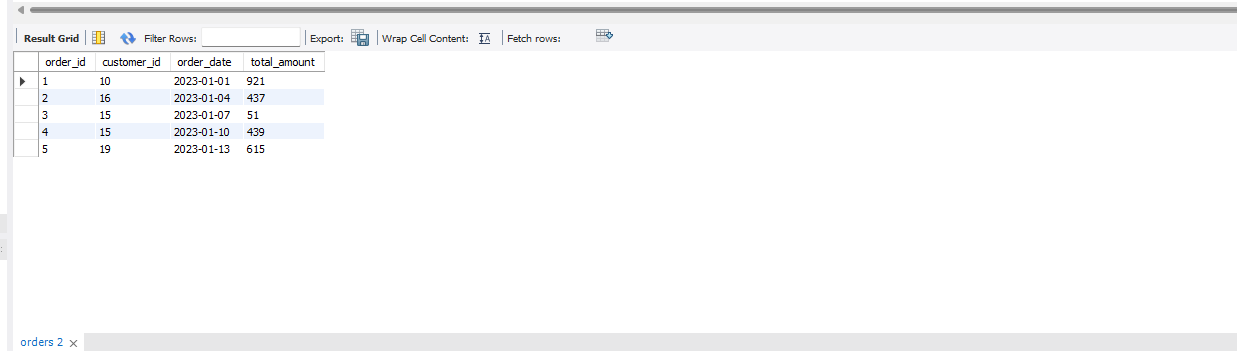 Result Grid Filter Rows: Export: Wrap Cell Content: Fetch rows:
order_id customer_id order_date total_amount
1 10 2023-01-01 921
2 16 2023-01-04 437
3 15 2023-01-07 51
4 15 2023-01-10 439
5 19 2023-01-13 615
orders 2